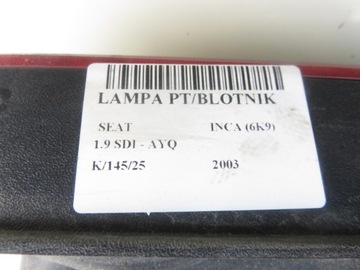 LAMPA PT/BLOTNIK
SEAT INCA (6K9)
1.9 SDI - AYQ
K/145/25 2003